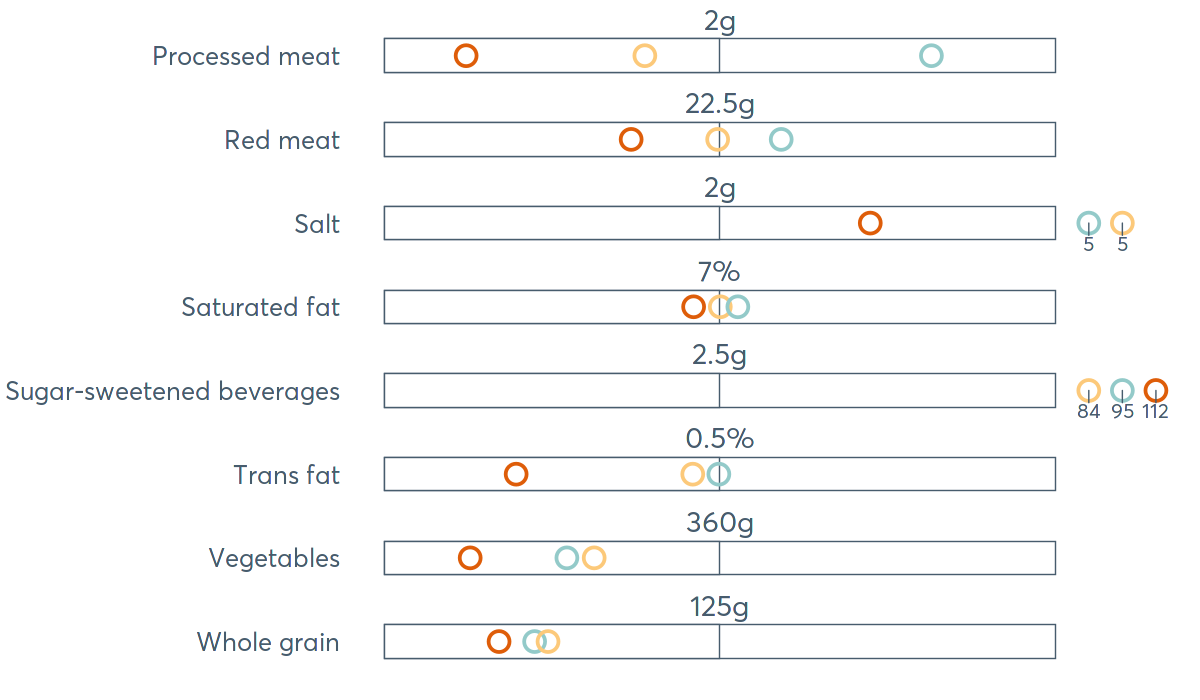 2g
Processed meat
22.5g
Red meat
2g
Salt
5 5
7%
Saturated fat
2.5g
Sugar-sweetened beverages
84 95 112
0.5%
Trans fat
360g
Vegetables
125g
Whole grain